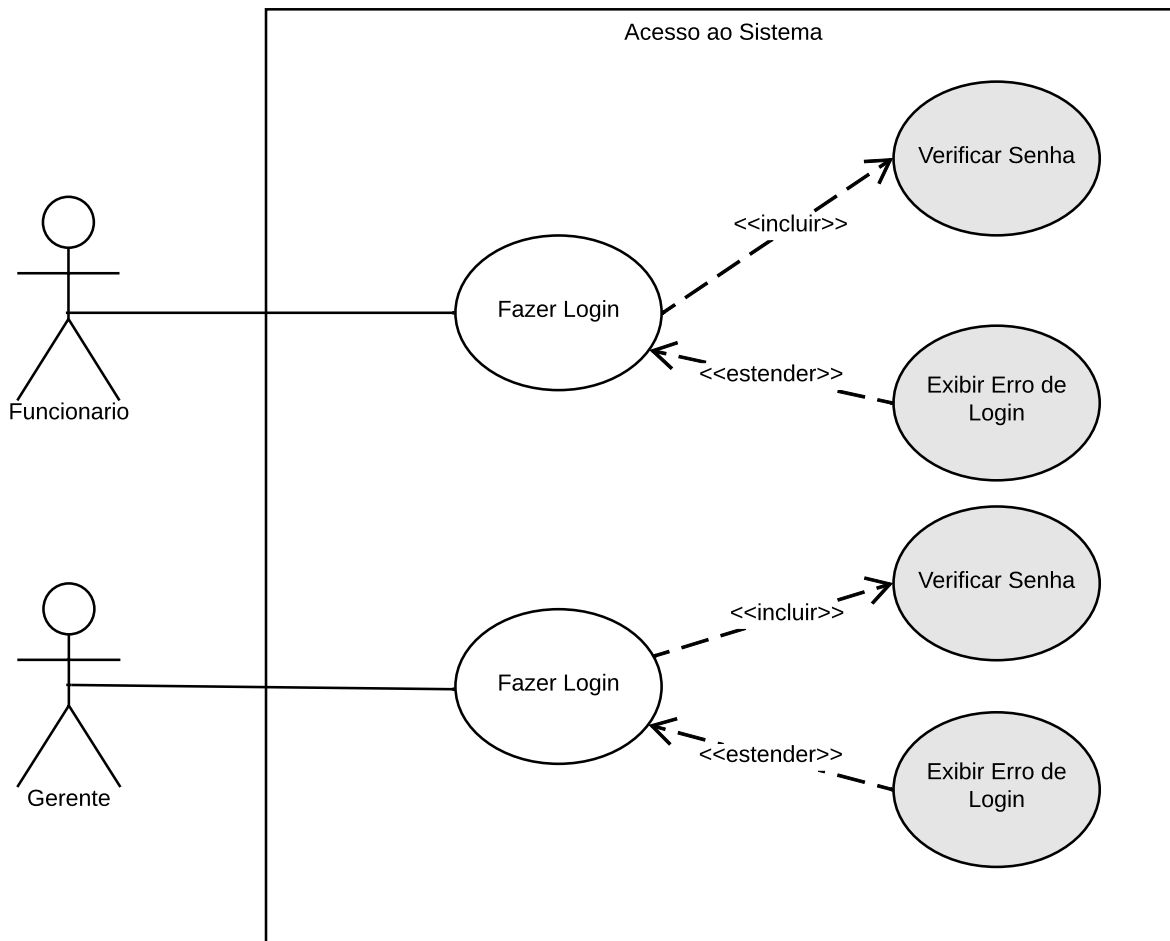 Acesso ao Sistema
Verificar Senha
<<incluir>>
Fazer Login
<<estender>>
Exibir Erro de
Login
Funcionario
Verificar Senha
<<incluir>>
Fazer Login
<<estender>>
Exibir Erro de
Login
Gerente